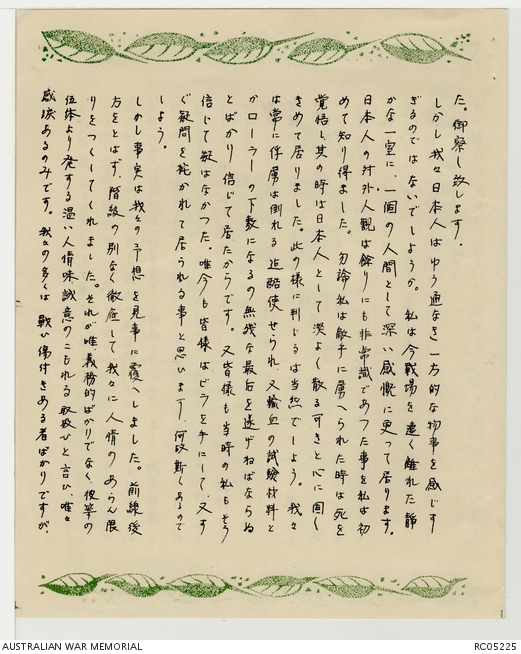 た。御察し致します。
しかし我々日本人はゆう通なき一方的な物事を感じす
ぎるのではないでしようか。私は今戦場を遠く離れた静
かな一室に、一個の人間として深い感慨に更つて居ります。
日本人の対外人観は餘りにも非常識であつた事を私は初
めて知り得ました。勿論私は敵手に虜へられた時は死を
覚悟し其の時は日本人として潔よく散る可きと心に固く
きめて居りました。此の様に判じるは当然でしよう。我々
は常に俘虜は倒れる迄酷使せられ、又輸血の試験材料と
かローラーの下敷になるの無残な最后を遂げねばならぬ
とばかり信じて居たからです。又皆様も当時の私もそう
信じて疑はなかつた。唯今も皆様はビラを手にして、又す
ぐ疑問を抱かれて居られる事と思います、何故斯くあるので
しよう。
しかし事実は我々の予想を見事に覆へしました。前線後
方をとはず、階級の別なく徹底して我々に人情のあらん限
りをつくしてくれました。それが唯、義務的ばかりでなく、彼等の
伍体より発する温い人情味誠意のこもれる取扱ひと言ひ、唯々
感涙あるのみです。我々の多くは戦い傷付きある者ばかりですが、
AUSTRALIAN WAR MEMORIAL
RC05225